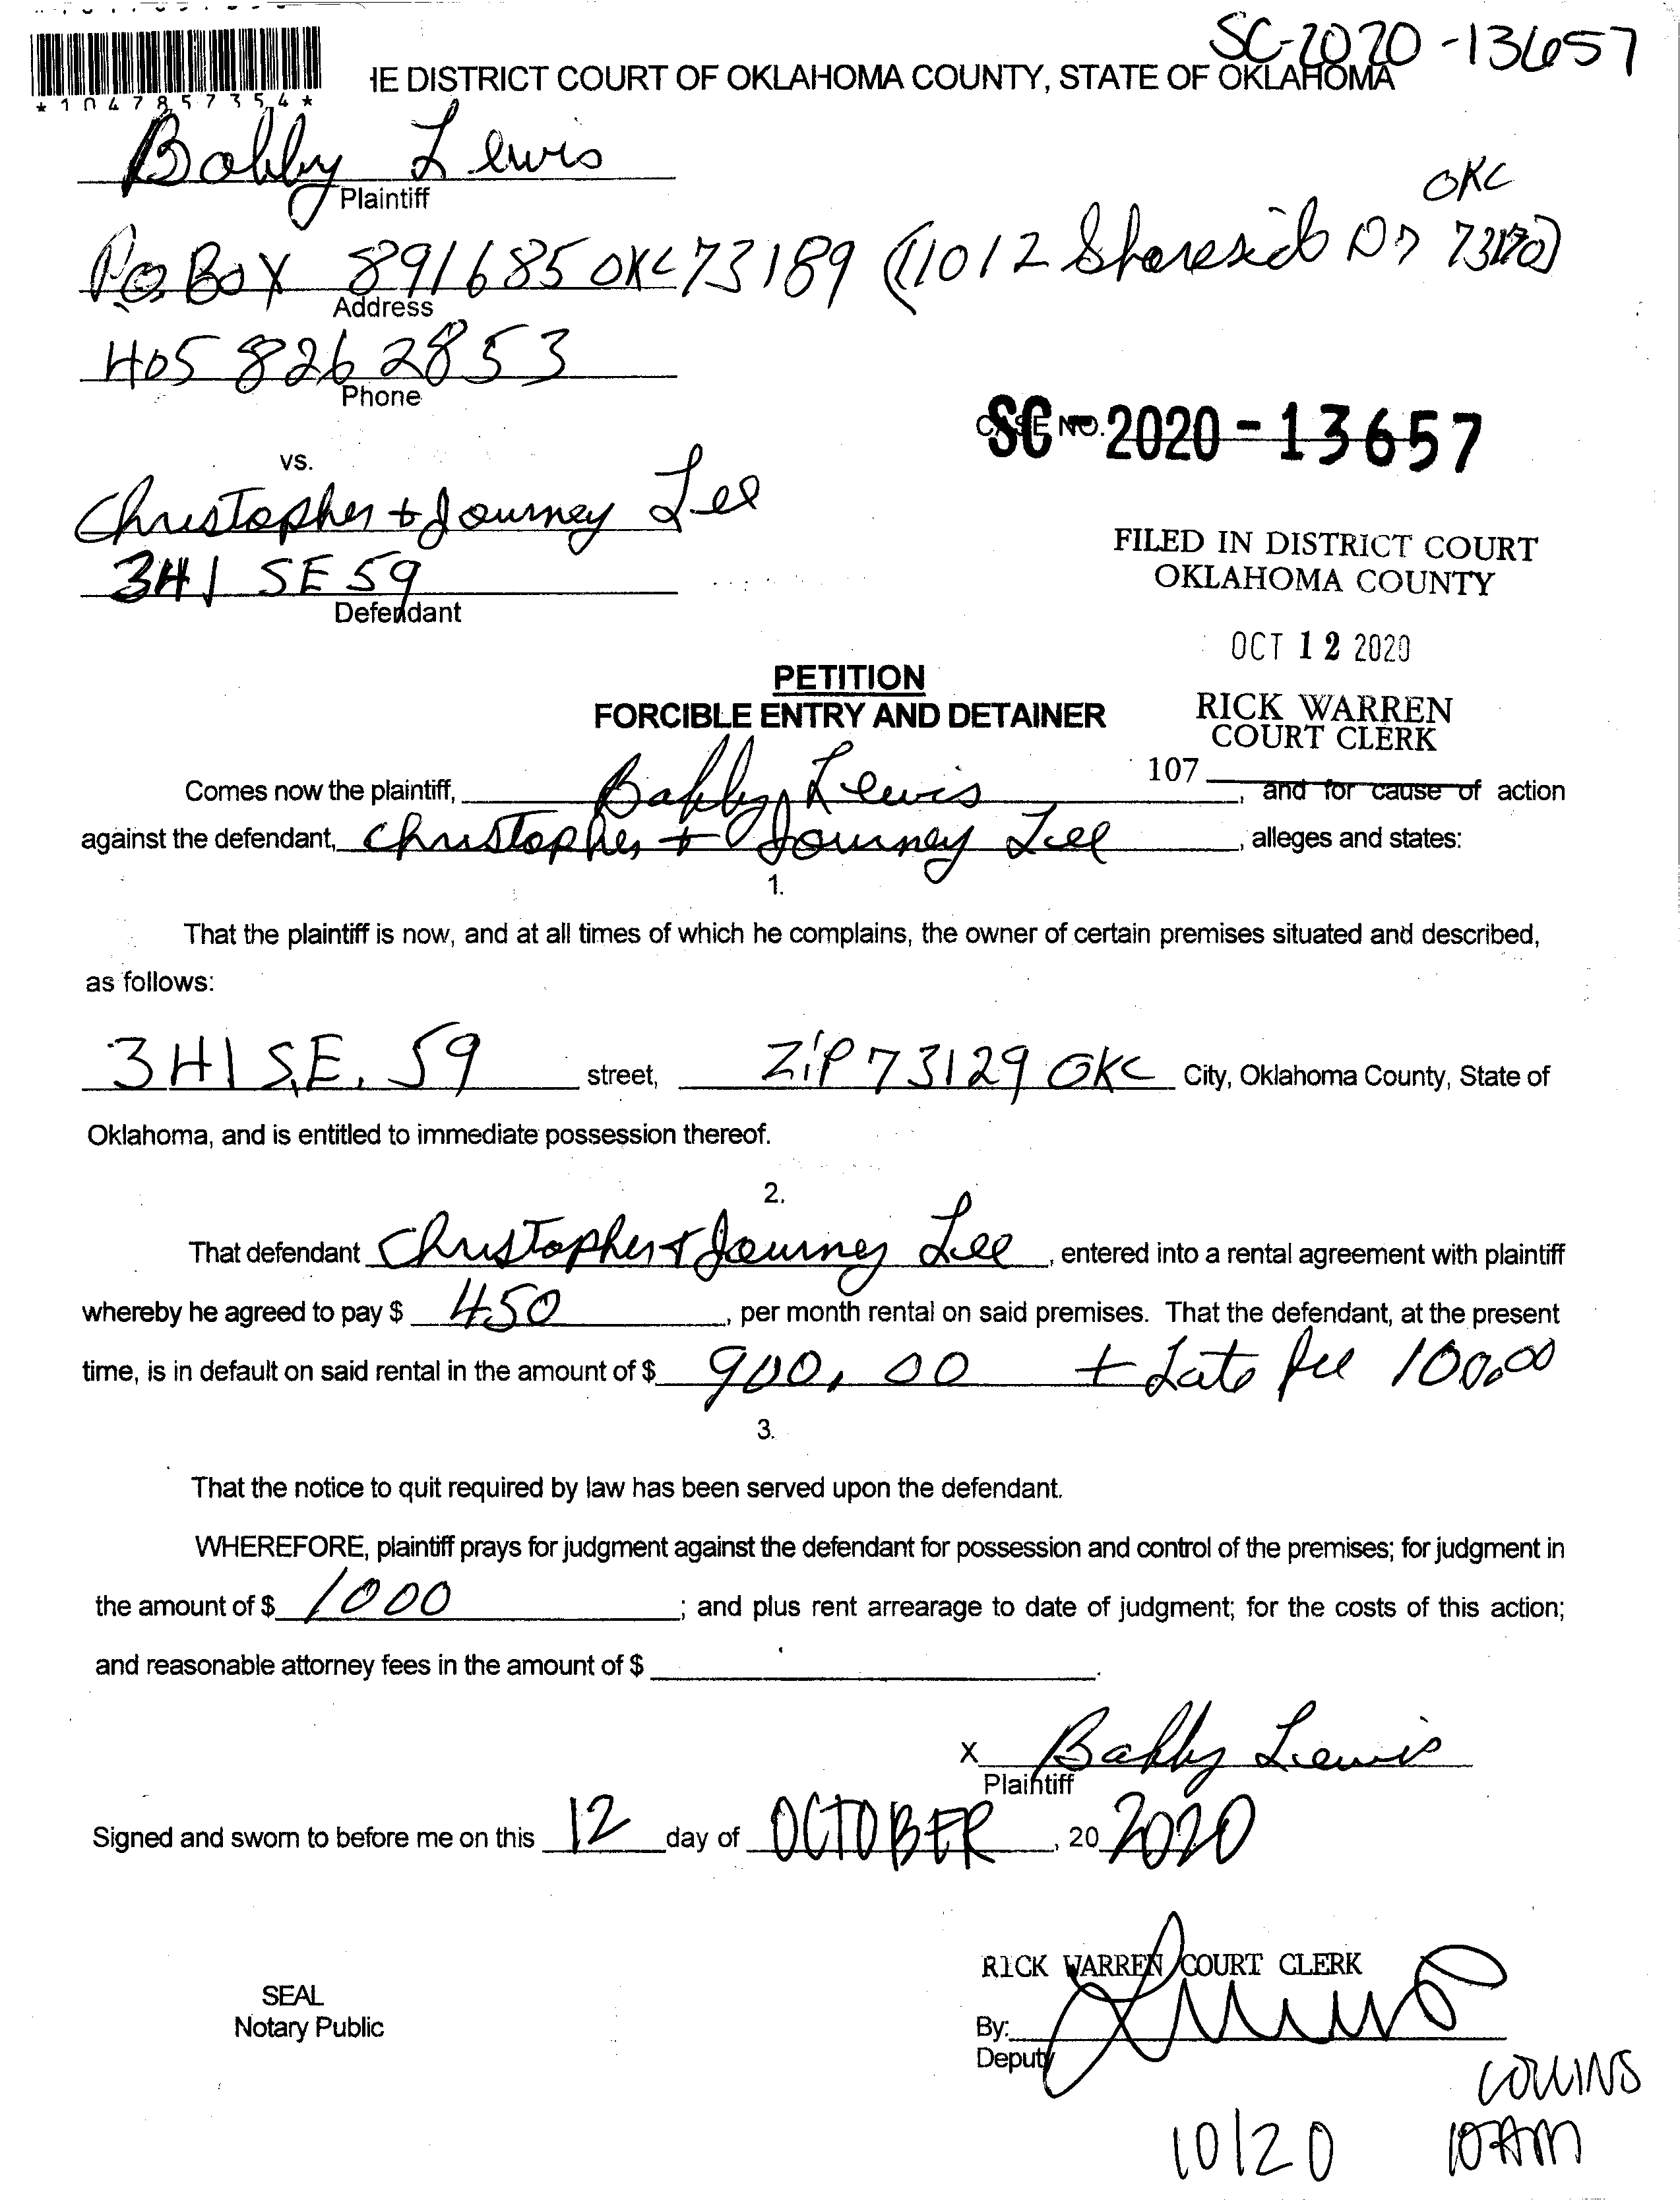 SC-2020-13657
*1047857354*
HE DISTRICT COURT OF OKLAHOMA COUNTY, STATE OF OKLAHOMA
Bobby Lewis
Plaintiff
OKC
P.O. BOX 891685 OKC 73189 (11012 Shoreside Dr 73170)
Address
405 826 2853
Phone
CASE NO.
SC-2020-13657
vs.
Christopher + Journey Lee
341 SE 59
Defendant
FILED IN DISTRICT COURT
OKLAHOMA COUNTY
OCT 12 2020
PETITION
FORCIBLE ENTRY AND DETAINER
RICK WARREN
COURT CLERK
107
Comes now the plaintiff, Bobby Lewis, and for cause of action
against the defendant, Christopher + Journey Lee, alleges and states:
1.
That the plaintiff is now, and at all times of which he complains, the owner of certain premises situated and described,
as follows:
341 S.E. 59 street, ZiP 73129 OKC City, Oklahoma County, State of
Oklahoma, and is entitled to immediate possession thereof.
2.
That defendant Christopher + Journey Lee, entered into a rental agreement with plaintiff
whereby he agreed to pay $ 450, per month rental on said premises. That the defendant, at the present
time, is in default on said rental in the amount of $ 900.00 + Late fee 100.00
3.
That the notice to quit required by law has been served upon the defendant.
WHEREFORE, plaintiff prays for judgment against the defendant for possession and control of the premises; for judgment in
the amount of $ 1000; and plus rent arrearage to date of judgment; for the costs of this action;
and reasonable attorney fees in the amount of $ .
X Bobby Lewis
Plaintiff
Signed and sworn to before me on this 12 day of OCTOBER, 20 2020
RICK WARREN COURT CLERK
SEAL
Notary Public
By:
Deputy
COLLINS
10/20 10AM